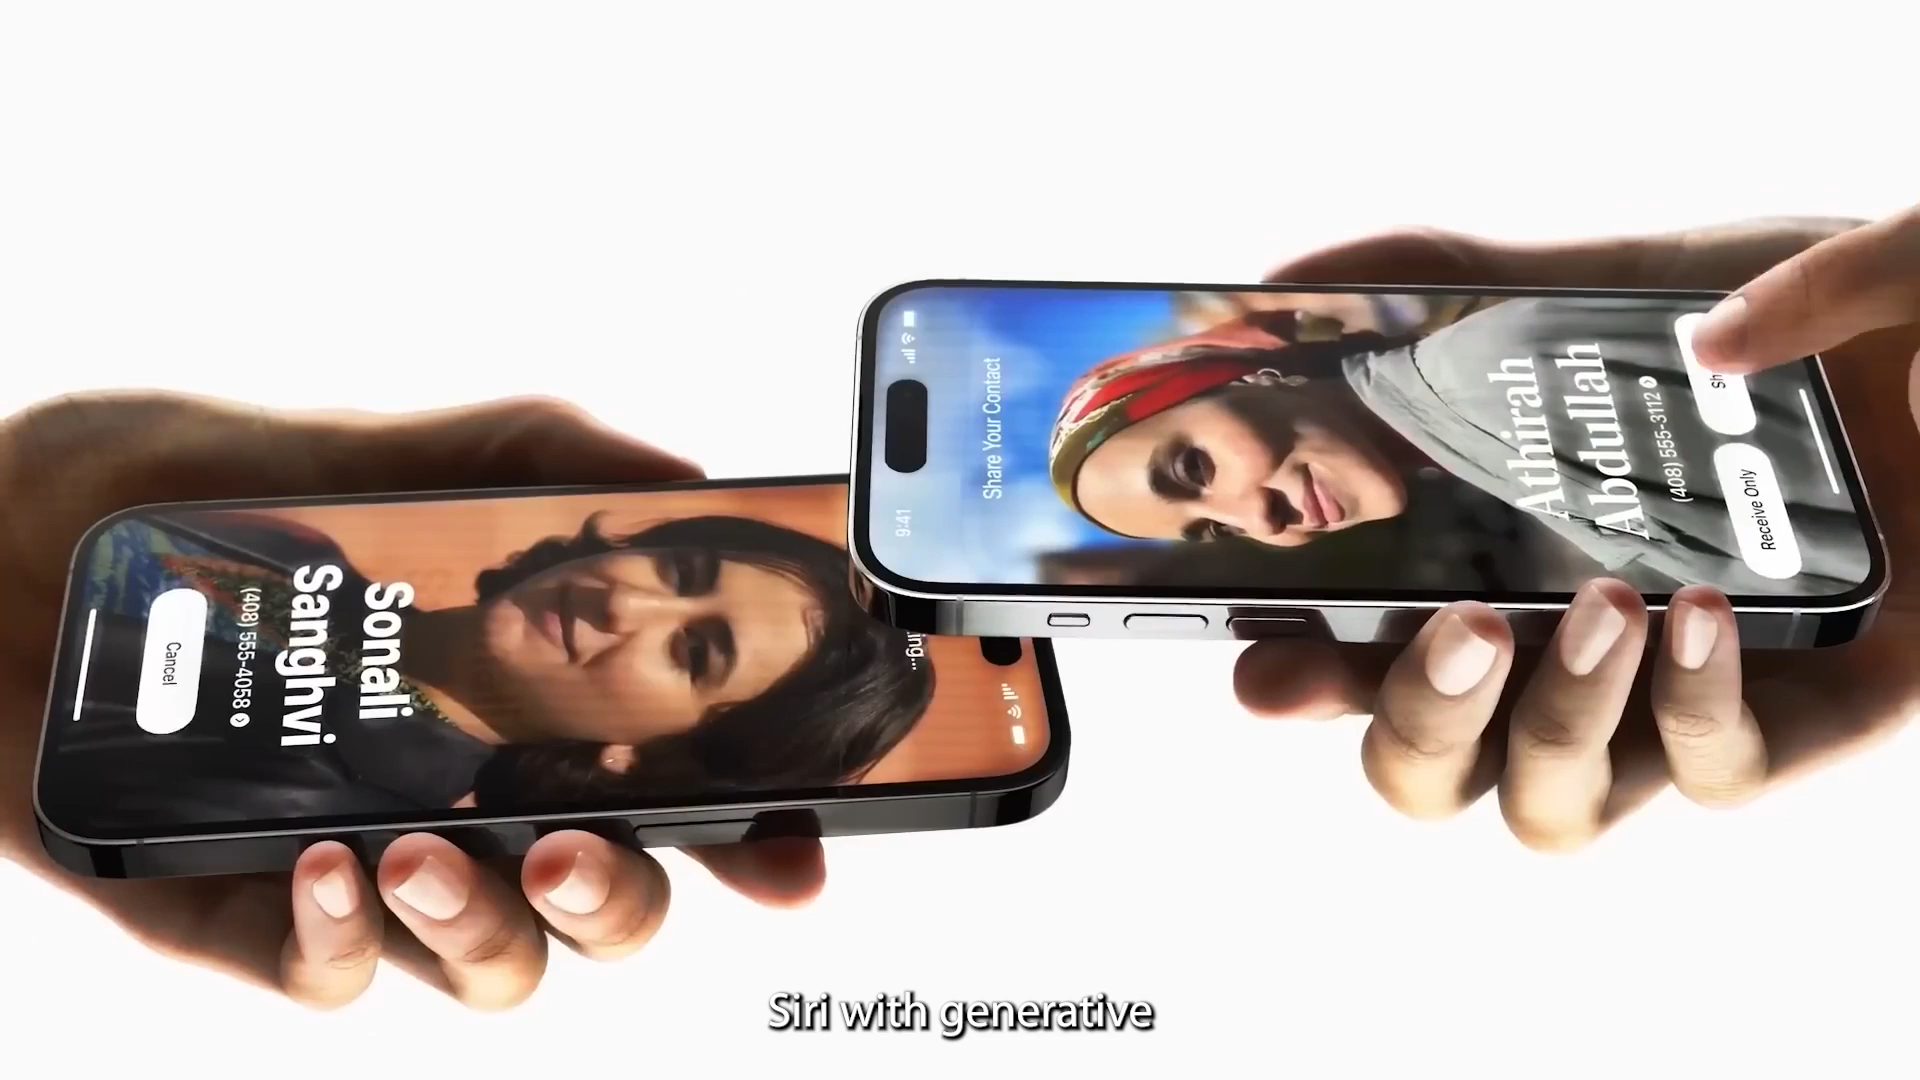 9:41
Share Your Contact
Athirah
Abdullah
(408) 555-3112
Receive Only
Sonali
Sanghvi
(408) 555-4058
Cancel
Siri with generative